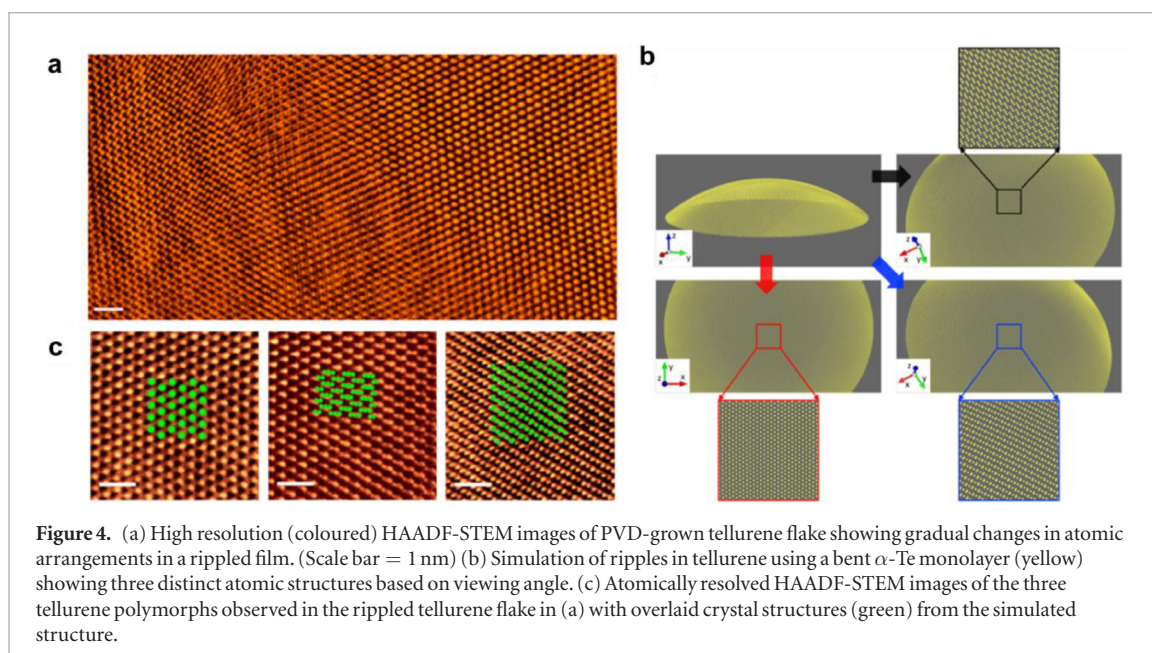 a
b
z
x
y
z
x
y
y
z
x
z
x
y
c
Figure 4. (a) High resolution (coloured) HAADF-STEM images of PVD-grown tellurene flake showing gradual changes in atomic
arrangements in a rippled film. (Scale bar = 1 nm) (b) Simulation of ripples in tellurene using a bent α-Te monolayer (yellow)
showing three distinct atomic structures based on viewing angle. (c) Atomically resolved HAADF-STEM images of the three
tellurene polymorphs observed in the rippled tellurene flake in (a) with overlaid crystal structures (green) from the simulated
structure.